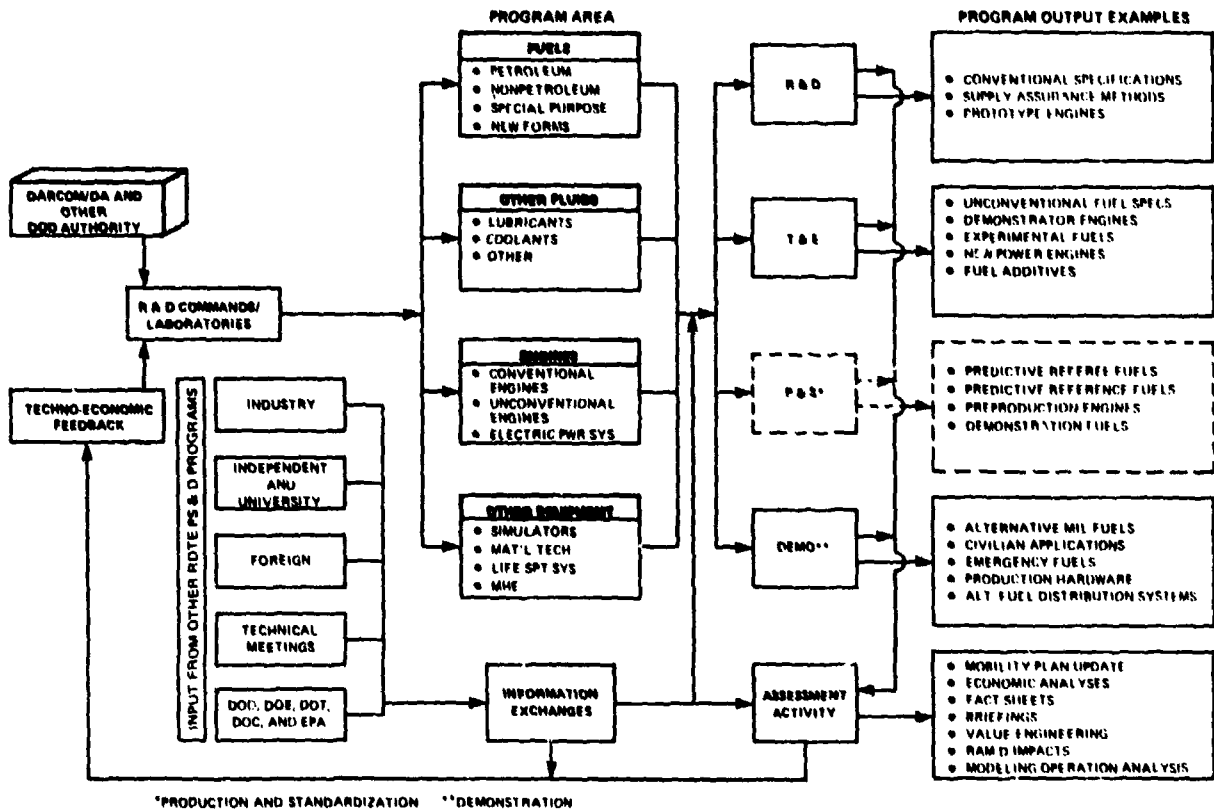 PROGRAM AREA
PROGRAM OUTPUT EXAMPLES
DARCOM/DA AND
OTHER
DOD AUTHORITY
R & D COMMANDS/
LABORATORIES
TECHNO-ECONOMIC
FEEDBACK
INPUT FROM OTHER RDTE PS & D PROGRAMS
INDUSTRY
INDEPENDENT
AND
UNIVERSITY
FOREIGN
TECHNICAL
MEETINGS
DOD, DOE, DOT,
DOC, AND EPA
FUELS
• PETROLEUM
• NONPETROLEUM
• SPECIAL PURPOSE
• NEW FORMS
OTHER FLUIDS
• LUBRICANTS
• COOLANTS
• OTHER
ENGINES
• CONVENTIONAL
ENGINES
• UNCONVENTIONAL
ENGINES
• ELECTRIC PWR SYS
OTHER EQUIPMENT
• SIMULATORS
• MAT'L TECH
• LIFE SPT SYS
• MHE
INFORMATION
EXCHANGES
R & D
T & E
P & S*
DEMO**
ASSESSMENT
ACTIVITY
• CONVENTIONAL SPECIFICATIONS
• SUPPLY ASSURANCE METHODS
• PROTOTYPE ENGINES
• UNCONVENTIONAL FUEL SPECS
• DEMONSTRATOR ENGINES
• EXPERIMENTAL FUELS
• NEW POWER ENGINES
• FUEL ADDITIVES
• PREDICTIVE REFEREE FUELS
• PREDICTIVE REFERENCE FUELS
• PREPRODUCTION ENGINES
• DEMONSTRATION FUELS
• ALTERNATIVE MIL FUELS
• CIVILIAN APPLICATIONS
• EMERGENCY FUELS
• PRODUCTION HARDWARE
• ALT. FUEL DISTRIBUTION SYSTEMS
• MOBILITY PLAN UPDATE
• ECONOMIC ANALYSES
• FACT SHEETS
• BRIEFINGS
• VALUE ENGINEERING
• RAM D IMPACTS
• MODELING OPERATION ANALYSIS
*PRODUCTION AND STANDARDIZATION **DEMONSTRATION